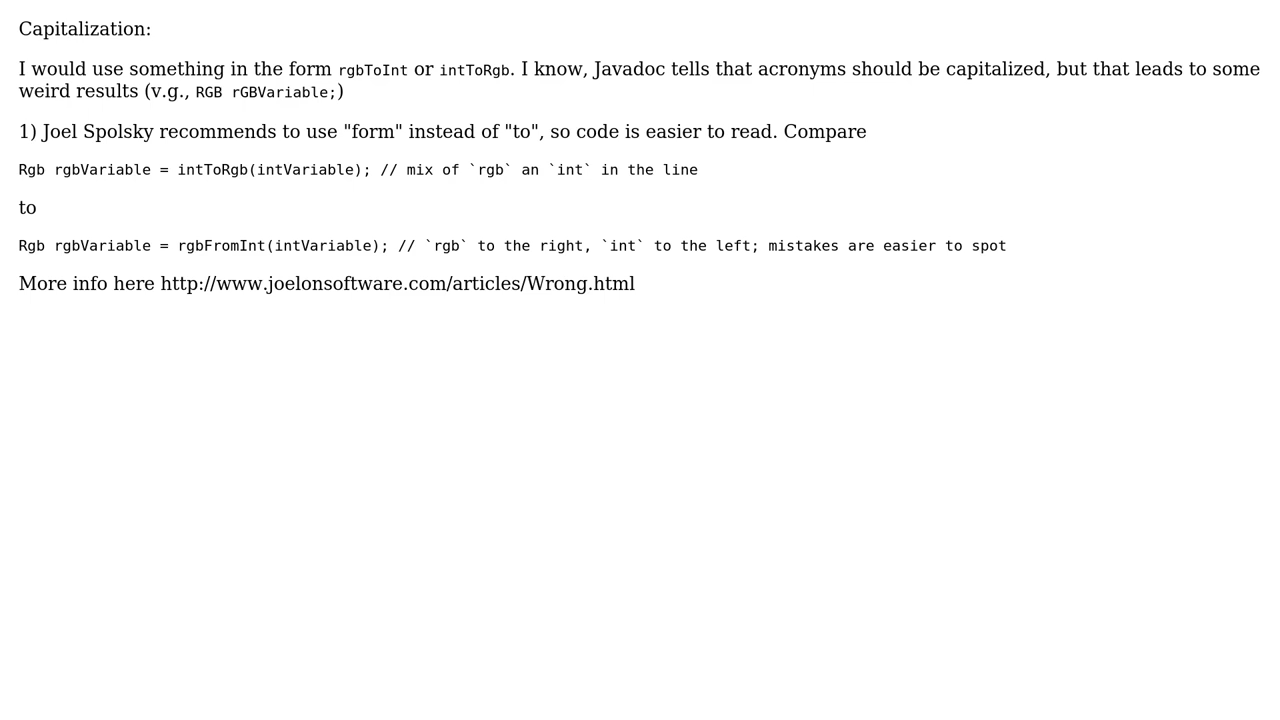 Capitalization:
I would use something in the form rgbToInt or intToRgb. I know, Javadoc tells that acronyms should be capitalized, but that leads to some
weird results (v.g., RGB rGBVariable;)
1) Joel Spolsky recommends to use "form" instead of "to", so code is easier to read. Compare
Rgb rgbVariable = intToRgb(intVariable); // mix of `rgb` an `int` in the line
to
Rgb rgbVariable = rgbFromInt(intVariable); // `rgb` to the right, `int` to the left; mistakes are easier to spot
More info here http://www.joelonsoftware.com/articles/Wrong.html